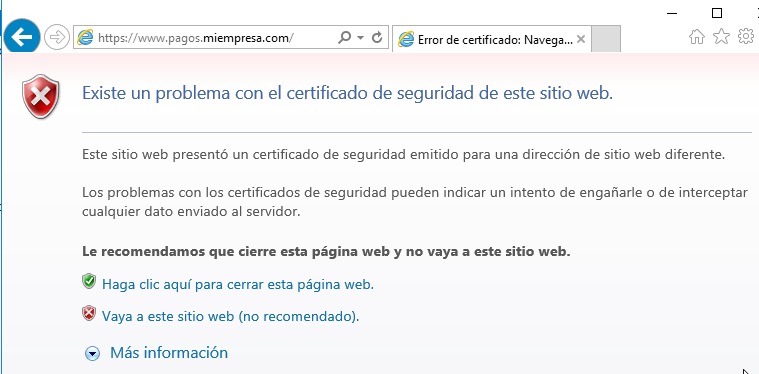 https://www.pagos.miempresa.com/
Error de certificado: Navega...
Existe un problema con el certificado de seguridad de este sitio web.
Este sitio web presentó un certificado de seguridad emitido para una dirección de sitio web diferente.
Los problemas con los certificados de seguridad pueden indicar un intento de engañarle o de interceptar
cualquier dato enviado al servidor.
Le recomendamos que cierre esta página web y no vaya a este sitio web.
Haga clic aquí para cerrar esta página web.
Vaya a este sitio web (no recomendado).
Más información